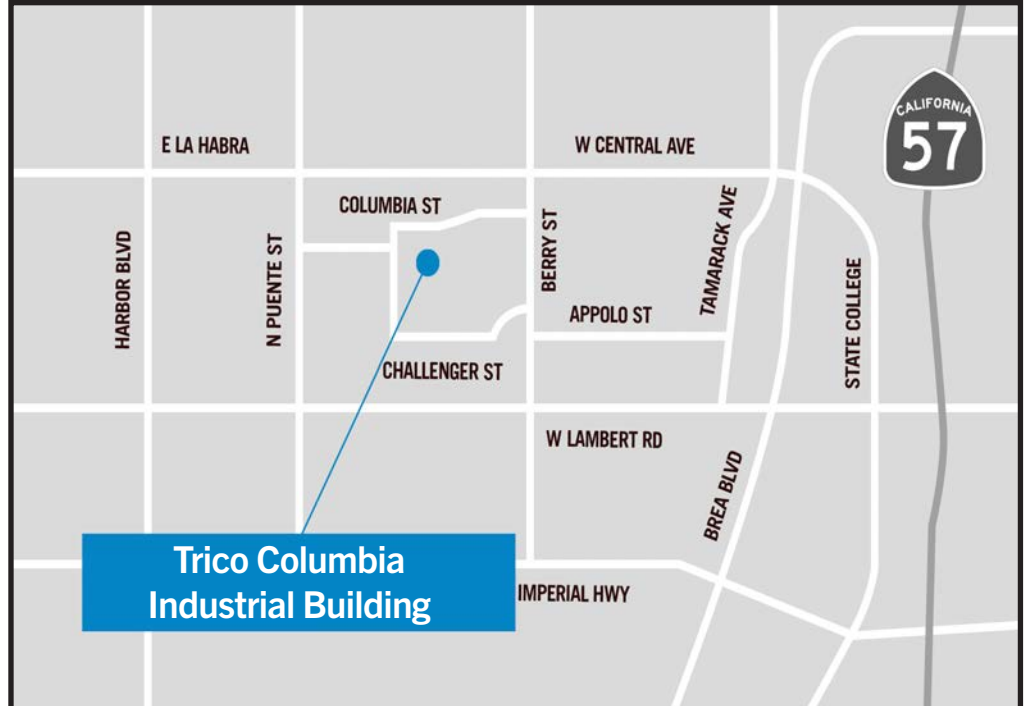 CALIFORNIA
57
E LA HABRA
W CENTRAL AVE
COLUMBIA ST
HARBOR BLVD
N PUENTE ST
BERRY ST
TAMARACK AVE
APPOLO ST
STATE COLLEGE
CHALLENGER ST
W LAMBERT RD
BREA BLVD
Trico Columbia
Industrial Building
IMPERIAL HWY